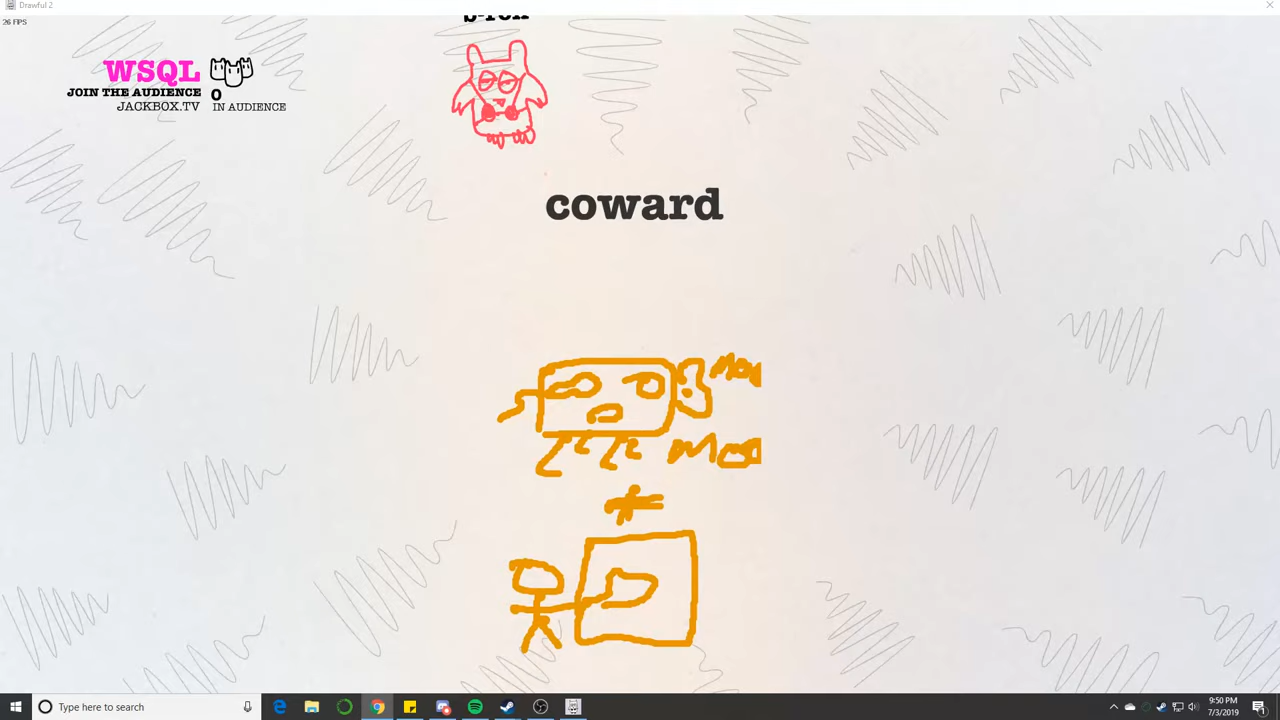 Drawful 2
26 FPS
WSQL
JOIN THE AUDIENCE
JACKBOX.TV
0
IN AUDIENCE
coward
Moo
Moo
Type here to search
9:50 PM
7/3/2019